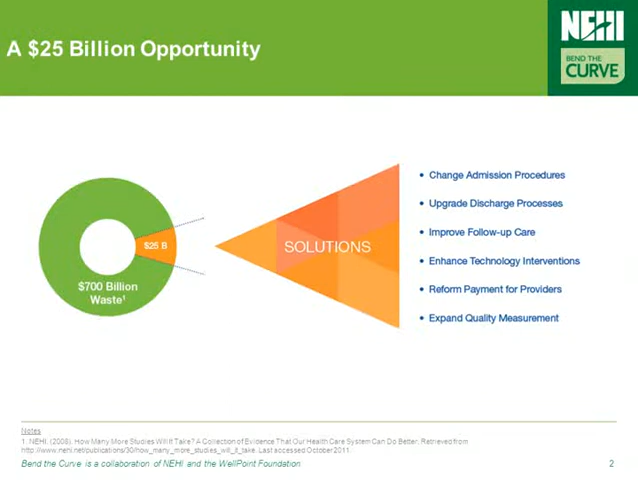 A $25 Billion Opportunity
NEHI
BEND THE
CURVE
$25 B
$700 Billion
Waste¹
SOLUTIONS
• Change Admission Procedures
• Upgrade Discharge Processes
• Improve Follow-up Care
• Enhance Technology Interventions
• Reform Payment for Providers
• Expand Quality Measurement
Notes
1. NEHI. (2008). How Many More Studies Will It Take? A Collection of Evidence That Our Health Care System Can Do Better; Retrieved from
http://www.nehi.net/publications/30/how_many_more_studies_will_it_take. Last accessed October 2011.
Bend the Curve is a collaboration of NEHI and the WellPoint Foundation
2